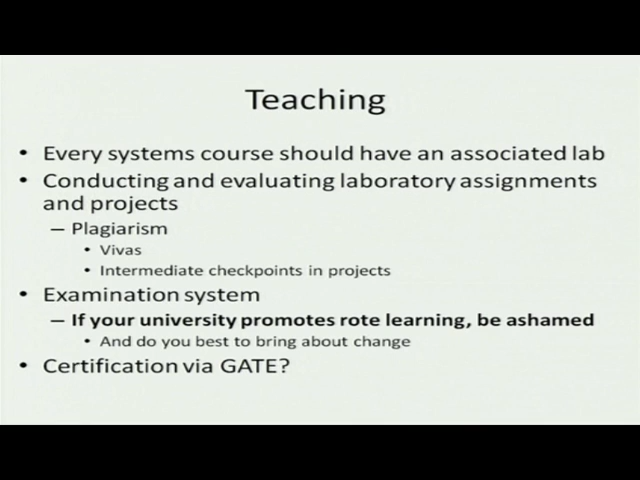 Teaching
• Every systems course should have an associated lab
• Conducting and evaluating laboratory assignments
and projects
– Plagiarism
• Vivas
• Intermediate checkpoints in projects
• Examination system
– If your university promotes rote learning, be ashamed
• And do you best to bring about change
• Certification via GATE?